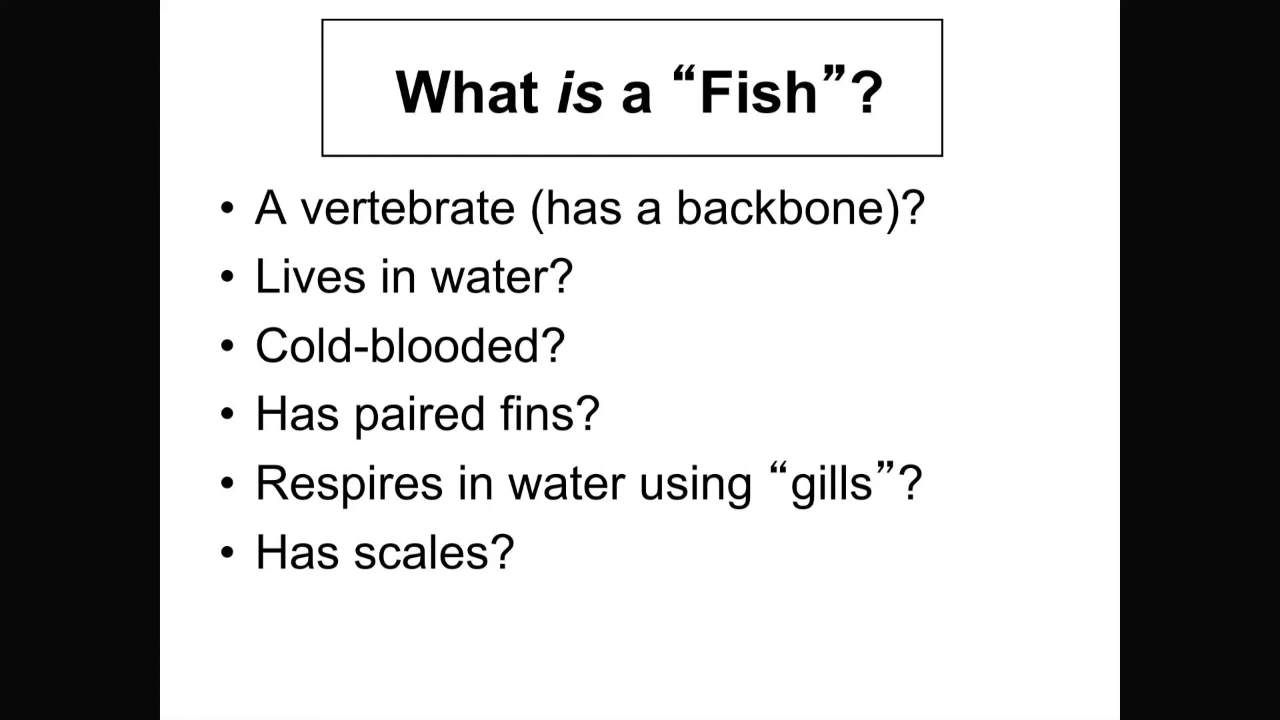 What is a “Fish”?
• A vertebrate (has a backbone)?
• Lives in water?
• Cold-blooded?
• Has paired fins?
• Respires in water using “gills”?
• Has scales?